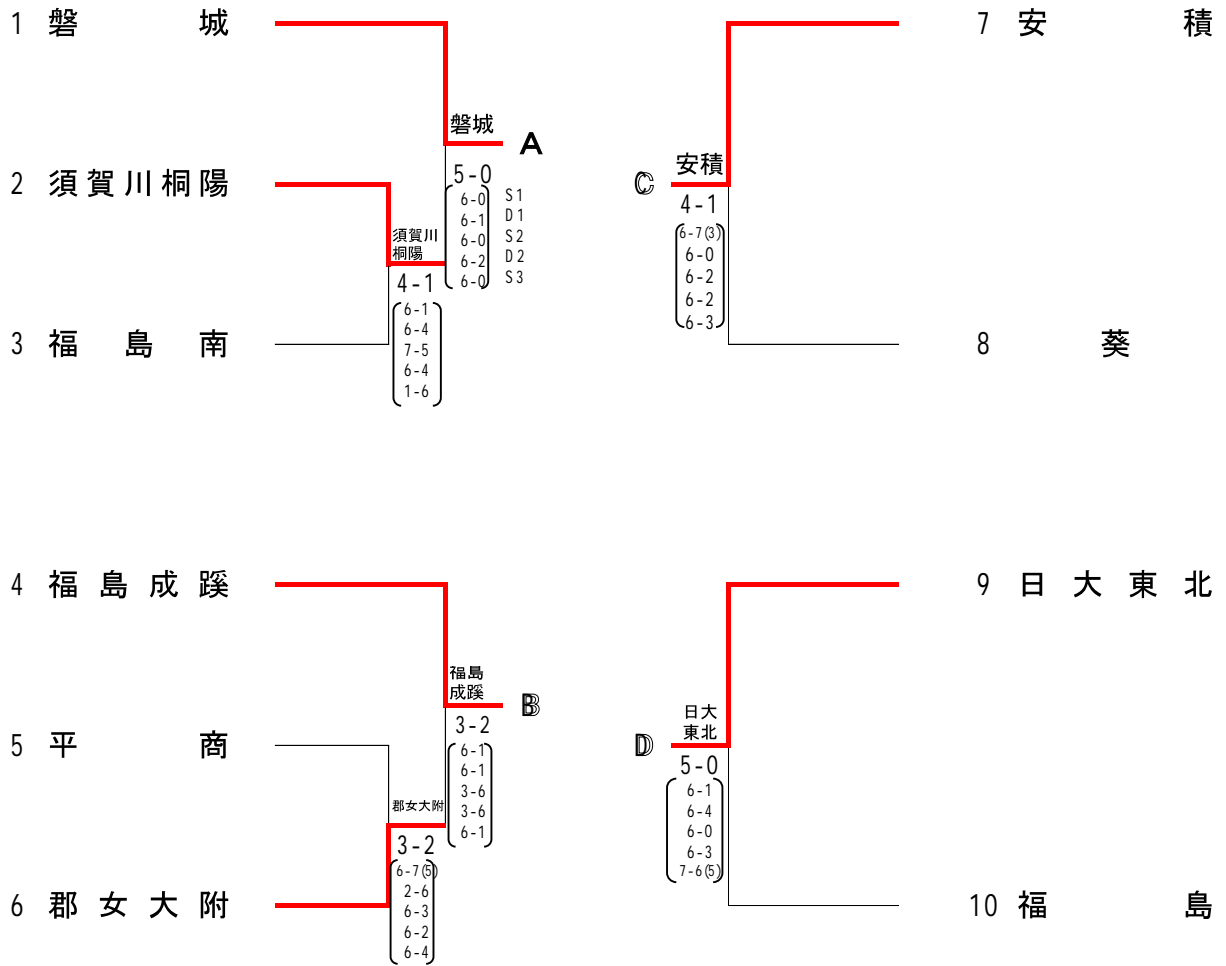 1 磐城
磐城
A
5-0
6-0 S1
6-1 D1
6-0 S2
6-2 D2
6-0 S3
2 須賀川桐陽
須賀川
桐陽
4-1
6-1
6-4
7-5
6-4
1-6
3 福島南
4 福島成蹊
福島
成蹊
B
3-2
6-1
6-1
3-6
3-6
6-1
5 平商
郡女大附
3-2
6-7(5)
2-6
6-3
6-2
6-4
6 郡女大附
7 安積
安積
C
4-1
6-7(3)
6-0
6-2
6-2
6-3
8 葵
9 日大東北
日大
東北
D
5-0
6-1
6-4
6-0
6-3
7-6(5)
10 福島